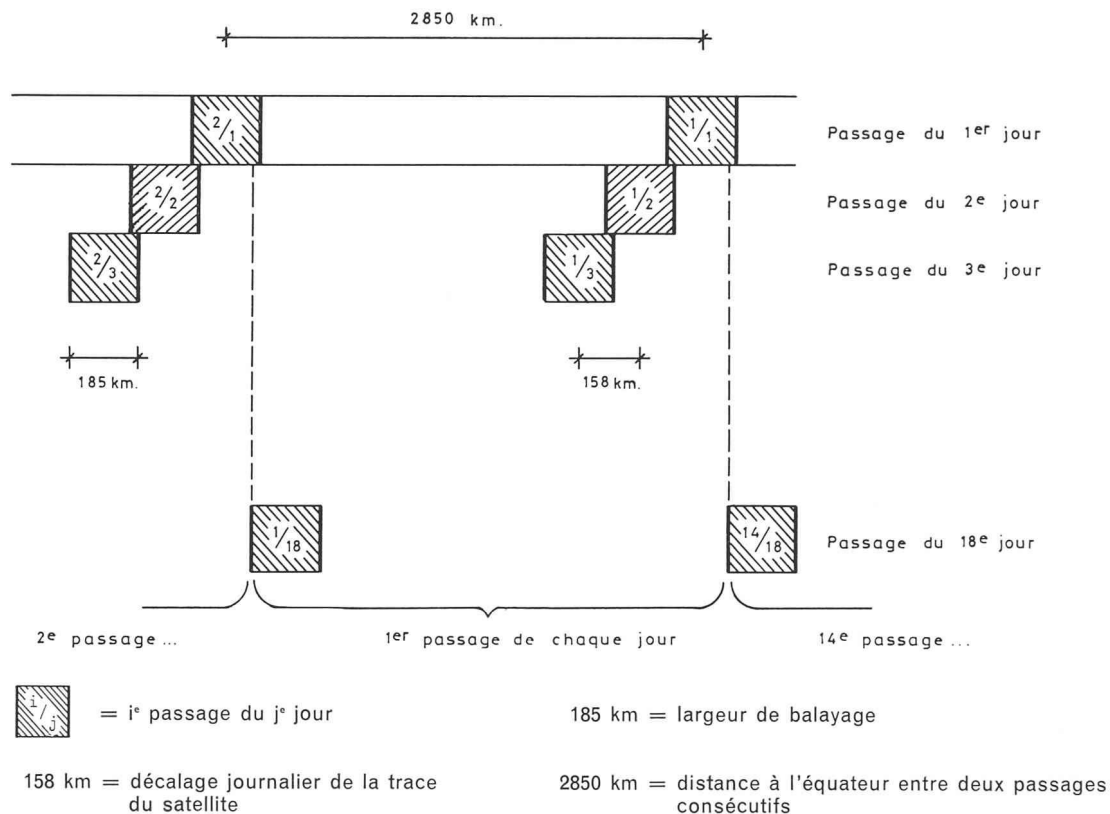 2850 km.
2/1
1/1
Passage du 1er jour
2/2
1/2
Passage du 2e jour
2/3
1/3
Passage du 3e jour
185 km.
158 km.
1/18
14/18
Passage du 18e jour
2e passage...
1er passage de chaque jour
14e passage...
i/j
= ie passage du je jour
185 km = largeur de balayage
158 km = décalage journalier de la trace
du satellite
2850 km = distance à l'équateur entre deux passages
consécutifs